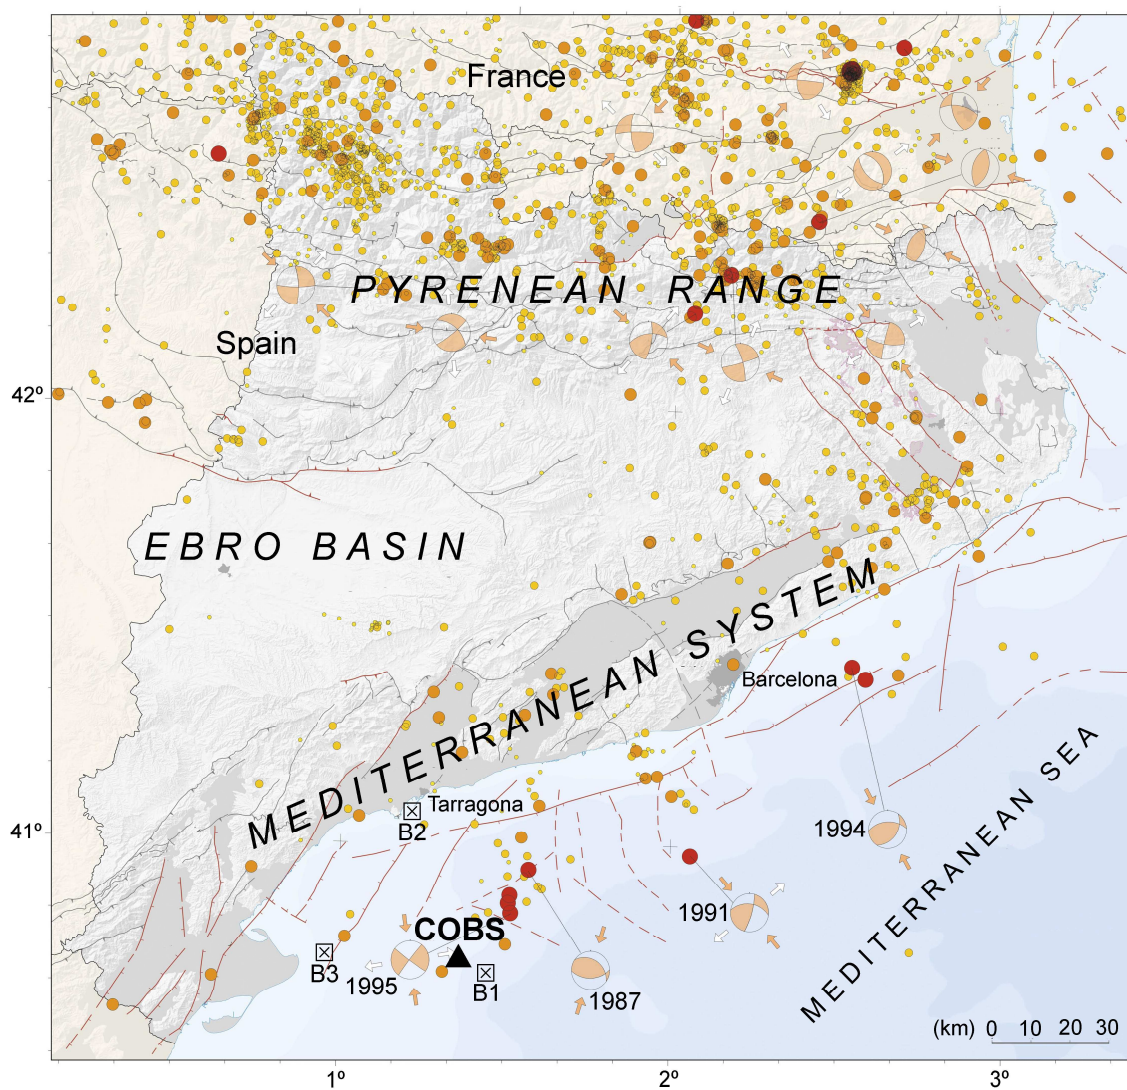 France
PYRENEAN RANGE
Spain
42º
EBRO BASIN
MEDITERRANEAN SYSTEM
Barcelona
MEDITERRANEAN SEA
Tarragona
B2
41º
1994
1991
COBS
B3
1995
B1
1987
(km) 0 10 20 30
1º 2º 3º